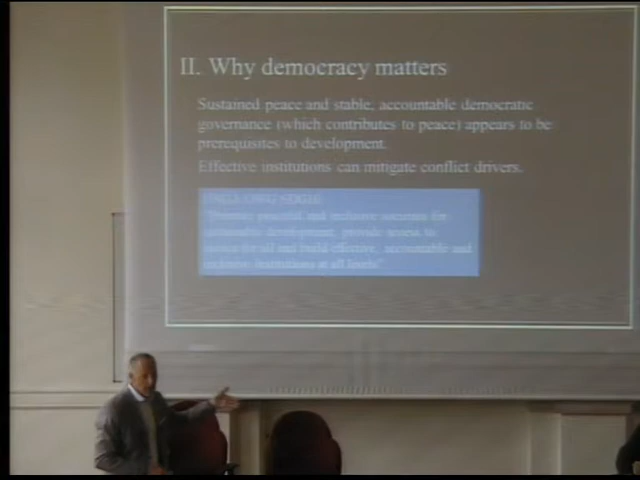 II. Why democracy matters
Sustained peace and stable, accountable democratic
governance (which contributes to peace) appears to be
prerequisites to development.
Effective institutions can mitigate conflict drivers.
"Promote peaceful and inclusive societies for
sustainable development, provide access to
justice for all and build effective, accountable and
inclusive institutions at all levels"